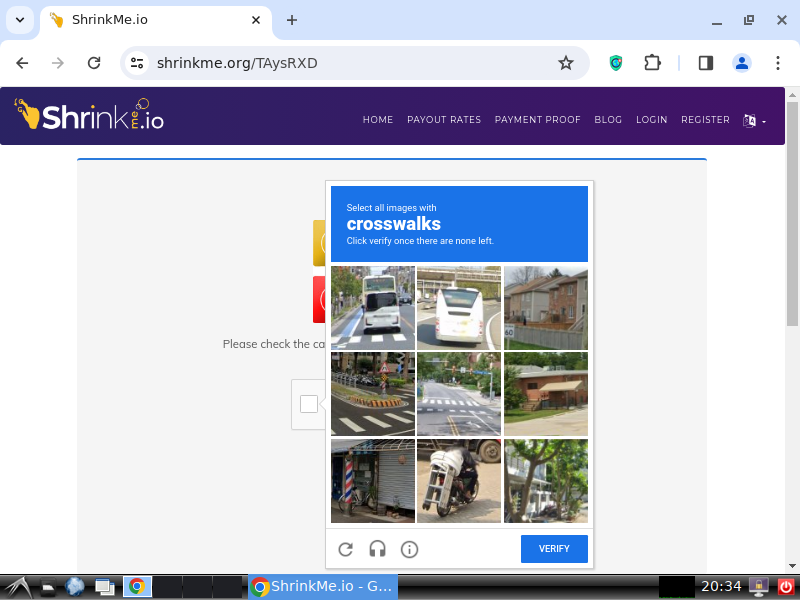 ShrinkMe.io
shrinkme.org/TAysRXD
Shrinkme.io
HOME
PAYOUT RATES
PAYMENT PROOF
BLOG
LOGIN
REGISTER
Select all images with
crosswalks
Click verify once there are none left.
60
Please check the ca
VERIFY
ShrinkMe.io - G...
20:34